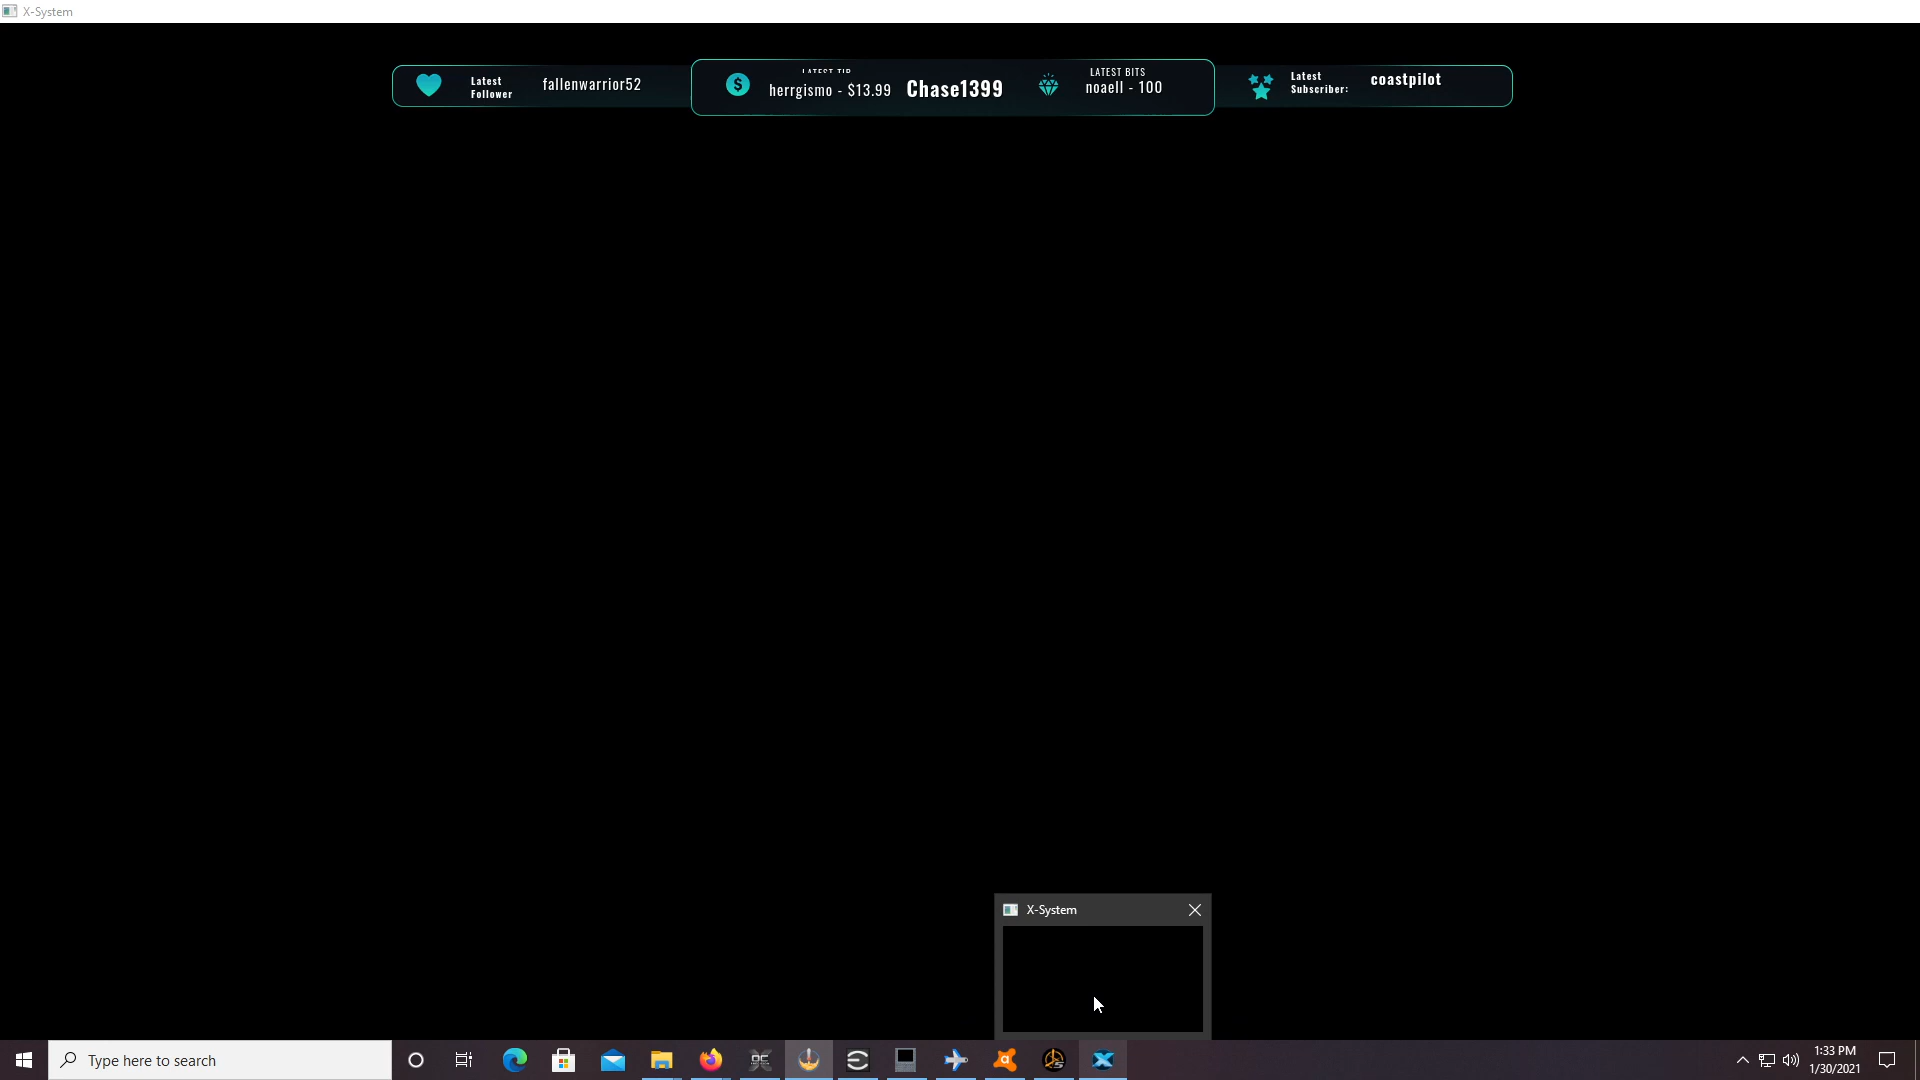 X-System
Latest
Follower
fallenwarrior52
herrgismo - $13.99
Chase1399
LATEST BITS
noaell - 100
Latest
Subscriber:
coastpilot
X-System
Type here to search
1:33 PM
1/30/2021